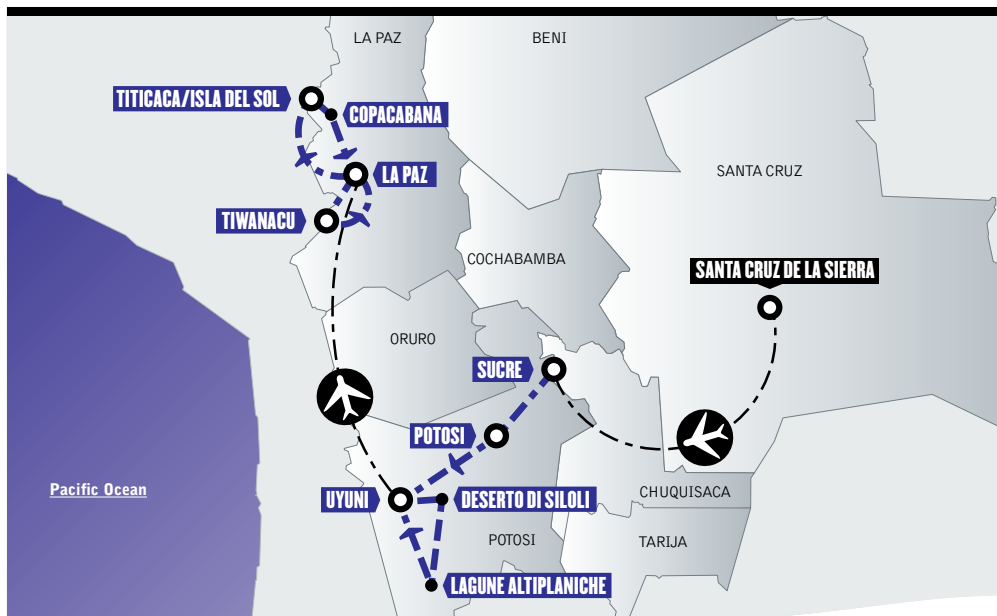 LA PAZ
BENI
TITICACA/ISLA DEL SOL
COPACABANA
LA PAZ
SANTA CRUZ
TIWANACU
COCHABAMBA
SANTA CRUZ DE LA SIERRA
ORURO
SUCRE
POTOSI
Pacific Ocean
UYUNI
DESERTO DI SILOLI
CHUQUISACA
POTOSI
TARIJA
LAGUNE ALTIPLANICHE